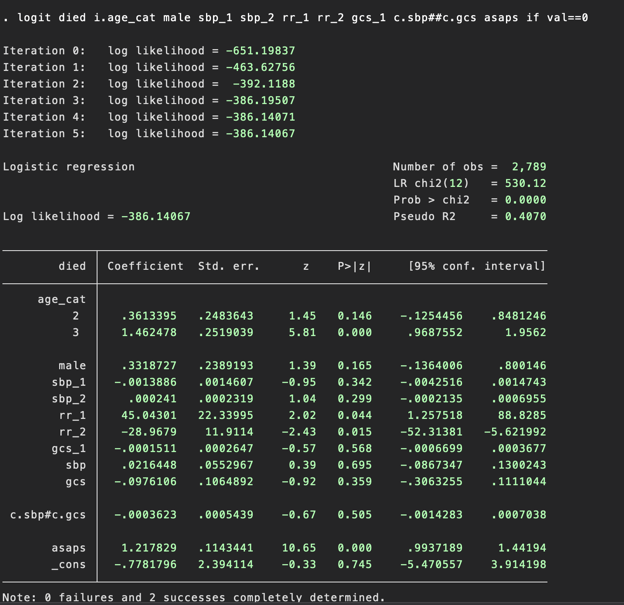 . logit died i.age_cat male sbp_1 sbp_2 rr_1 rr_2 gcs_1 c.sbp##c.gcs asaps if val==0
Iteration 0: log likelihood = -651.19837
Iteration 1: log likelihood = -463.62756
Iteration 2: log likelihood = -392.1188
Iteration 3: log likelihood = -386.19507
Iteration 4: log likelihood = -386.14071
Iteration 5: log likelihood = -386.14067
Logistic regression Number of obs = 2,789
LR chi2(12) = 530.12
Prob > chi2 = 0.0000
Log likelihood = -386.14067 Pseudo R2 = 0.4070
died Coefficient Std. err. z P>|z| [95% conf. interval]
age_cat
2 .3613395 .2483643 1.45 0.146 -.1254456 .8481246
3 1.462478 .2519039 5.81 0.000 .9687552 1.9562
male .3318727 .2389193 1.39 0.165 -.1364006 .800146
sbp_1 -.0013886 .0014607 -0.95 0.342 -.0042516 .0014743
sbp_2 .000241 .0002319 1.04 0.299 -.0002135 .0006955
rr_1 45.04301 22.33995 2.02 0.044 1.257518 88.8285
rr_2 -28.9679 11.9114 -2.43 0.015 -52.31381 -5.621992
gcs_1 -.0001511 .0002647 -0.57 0.568 -.0006699 .0003677
sbp .0216448 .0552967 0.39 0.695 -.0867347 .1300243
gcs -.0976106 .1064892 -0.92 0.359 -.3063255 .1111044
c.sbp#c.gcs -.0003623 .0005439 -0.67 0.505 -.0014283 .0007038
asaps 1.217829 .1143441 10.65 0.000 .9937189 1.44194
_cons -.7781796 2.394114 -0.33 0.745 -5.470557 3.914198
Note: 0 failures and 2 successes completely determined.